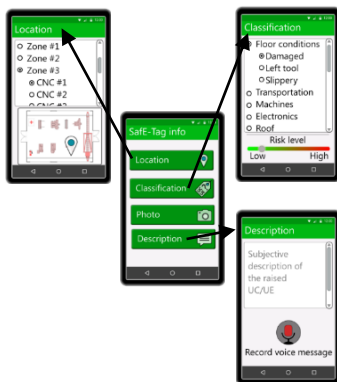 Location
Zone #1
Zone #2
Zone #3
CNC #1
CNC #2
SafE-Tag info
Location
Classification
Photo
Description
Classification
Floor conditions
Damaged
Left tool
Slippery
Transportation
Machines
Electronics
Roof
Risk level
Low High
Description
Subjective
description of
the raised
UC/UE
Record voice message